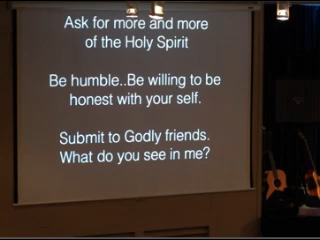 Ask for more and more
of the Holy Spirit
Be humble..Be willing to be
honest with your self.
Submit to Godly friends.
What do you see in me?